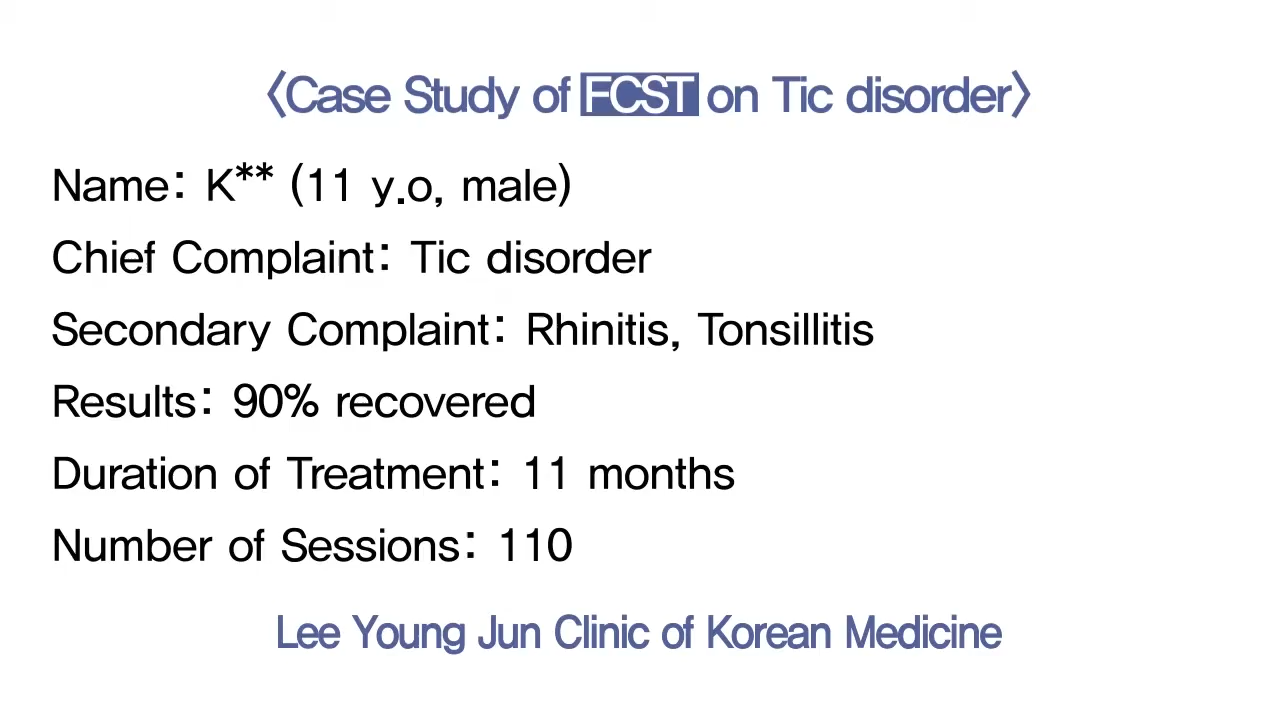 〈Case Study of FCST on Tic disorder〉
Name: K** (11 y.o, male)
Chief Complaint: Tic disorder
Secondary Complaint: Rhinitis, Tonsillitis
Results: 90% recovered
Duration of Treatment: 11 months
Number of Sessions: 110
Lee Young Jun Clinic of Korean Medicine